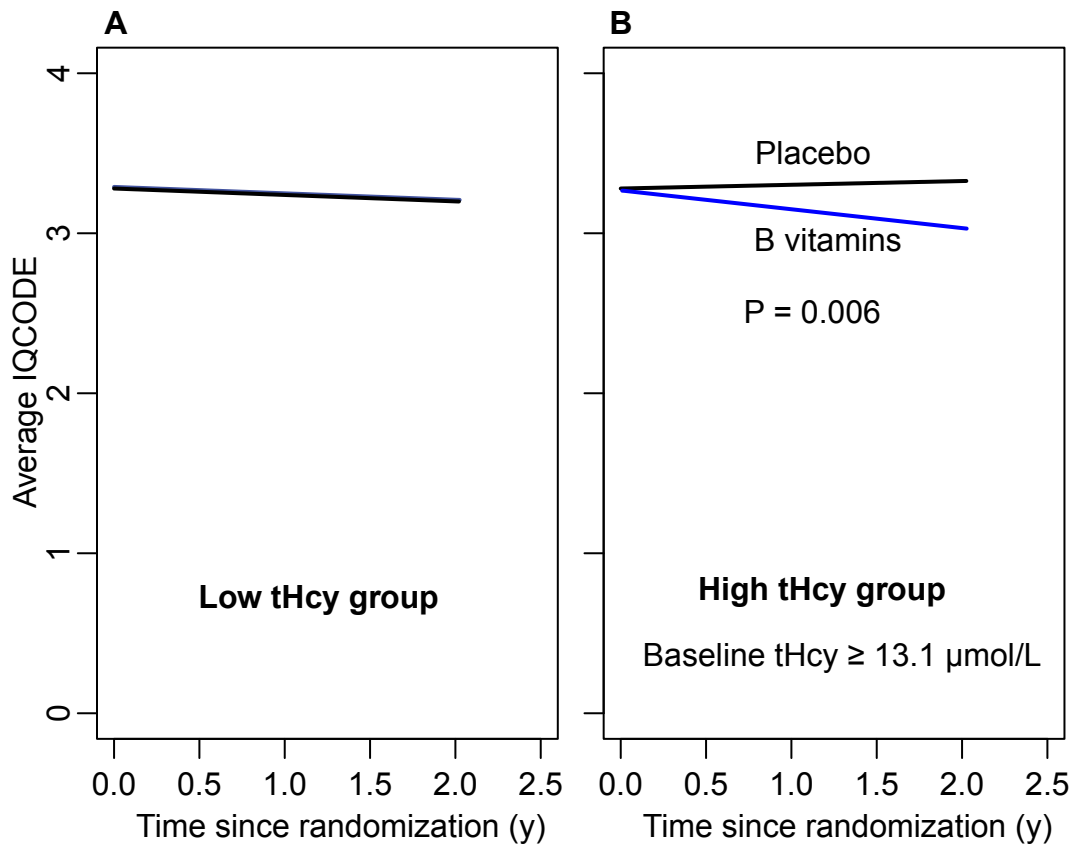 A
B
4
3
2
1
0
Average IQCODE
Placebo
B vitamins
P = 0.006
Low tHcy group
High tHcy group
Baseline tHcy ≥ 13.1 μmol/L
0.0 0.5 1.0 1.5 2.0 2.5
0.0 0.5 1.0 1.5 2.0 2.5
Time since randomization (y)
Time since randomization (y)